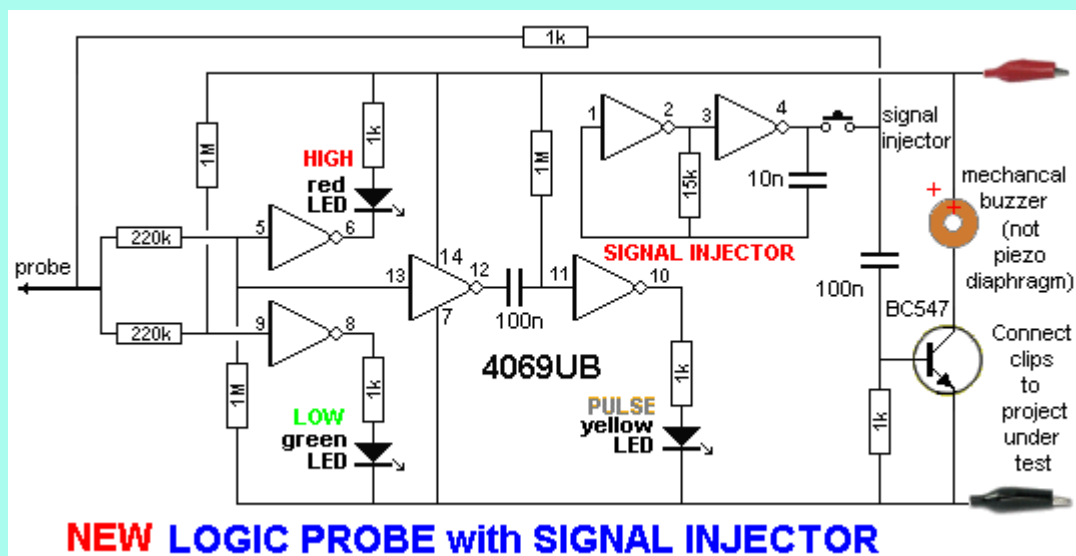 1k
1M
HIGH
red
LED
1k
1M
1
2
3
4
15k
10n
SIGNAL INJECTOR
signal
injector
mechancal
buzzer
(not
piezo
diaphragm)
+
+
220k
5
6
probe
13
14
12
7
100n
11
10
100n
BC547
220k
9
8
4069UB
1M
LOW
green
LED
1k
PULSE
yellow
LED
1k
1k
Connect
clips
to
project
under
test
NEW LOGIC PROBE with SIGNAL INJECTOR